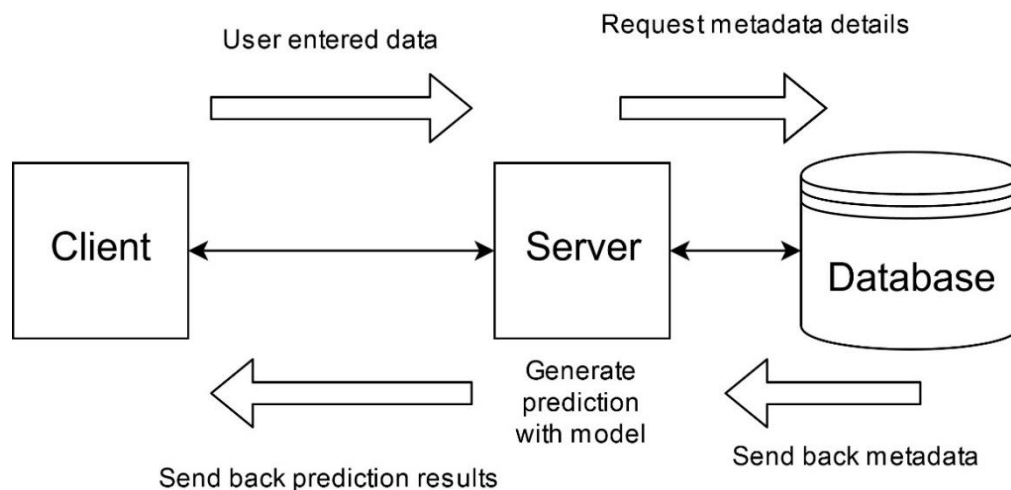 User entered data
Request metadata details
Client
Server
Database
Generate
prediction
with model
Send back metadata
Send back prediction results